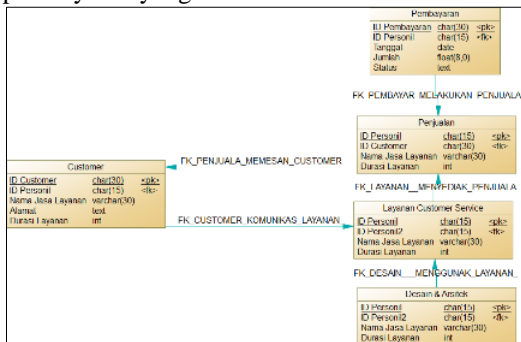 Pembayaran
ID Pembayaran char(30) <pk>
ID Personil char(15) <fk>
Tanggal date
Jumlah float(8,0)
Status text
FK_PEMBAYAR_MELAKUKAN_PENJUALA
Penjualan
ID Personil char(15) <pk>
ID Customer char(30) <fk>
Nama Jasa Layanan varchar(30)
Durasi Layanan int
FK_PENJUALA_MEMESAN_CUSTOMER
Customer
ID Customer char(30) <pk>
ID Personil char(15) <fk>
Nama Jasa Layanan varchar(30)
Alamat text
Durasi Layanan int
FK_LAYANAN__MENYEDIAK_PENJUALA
FK_CUSTOMER_KOMUNIKAS_LAYANAN_
Layanan Customer Service
ID Personil char(15) <pk>
ID Personil2 char(15) <fk>
Nama Jasa Layanan varchar(30)
Durasi Layanan int
FK_DESAIN___MENGGUNAK_LAYANAN_
Desain & Arsitek
ID Personil char(15) <pk>
ID Personil2 char(15) <fk>
Nama Jasa Layanan varchar(30)
Durasi Layanan int